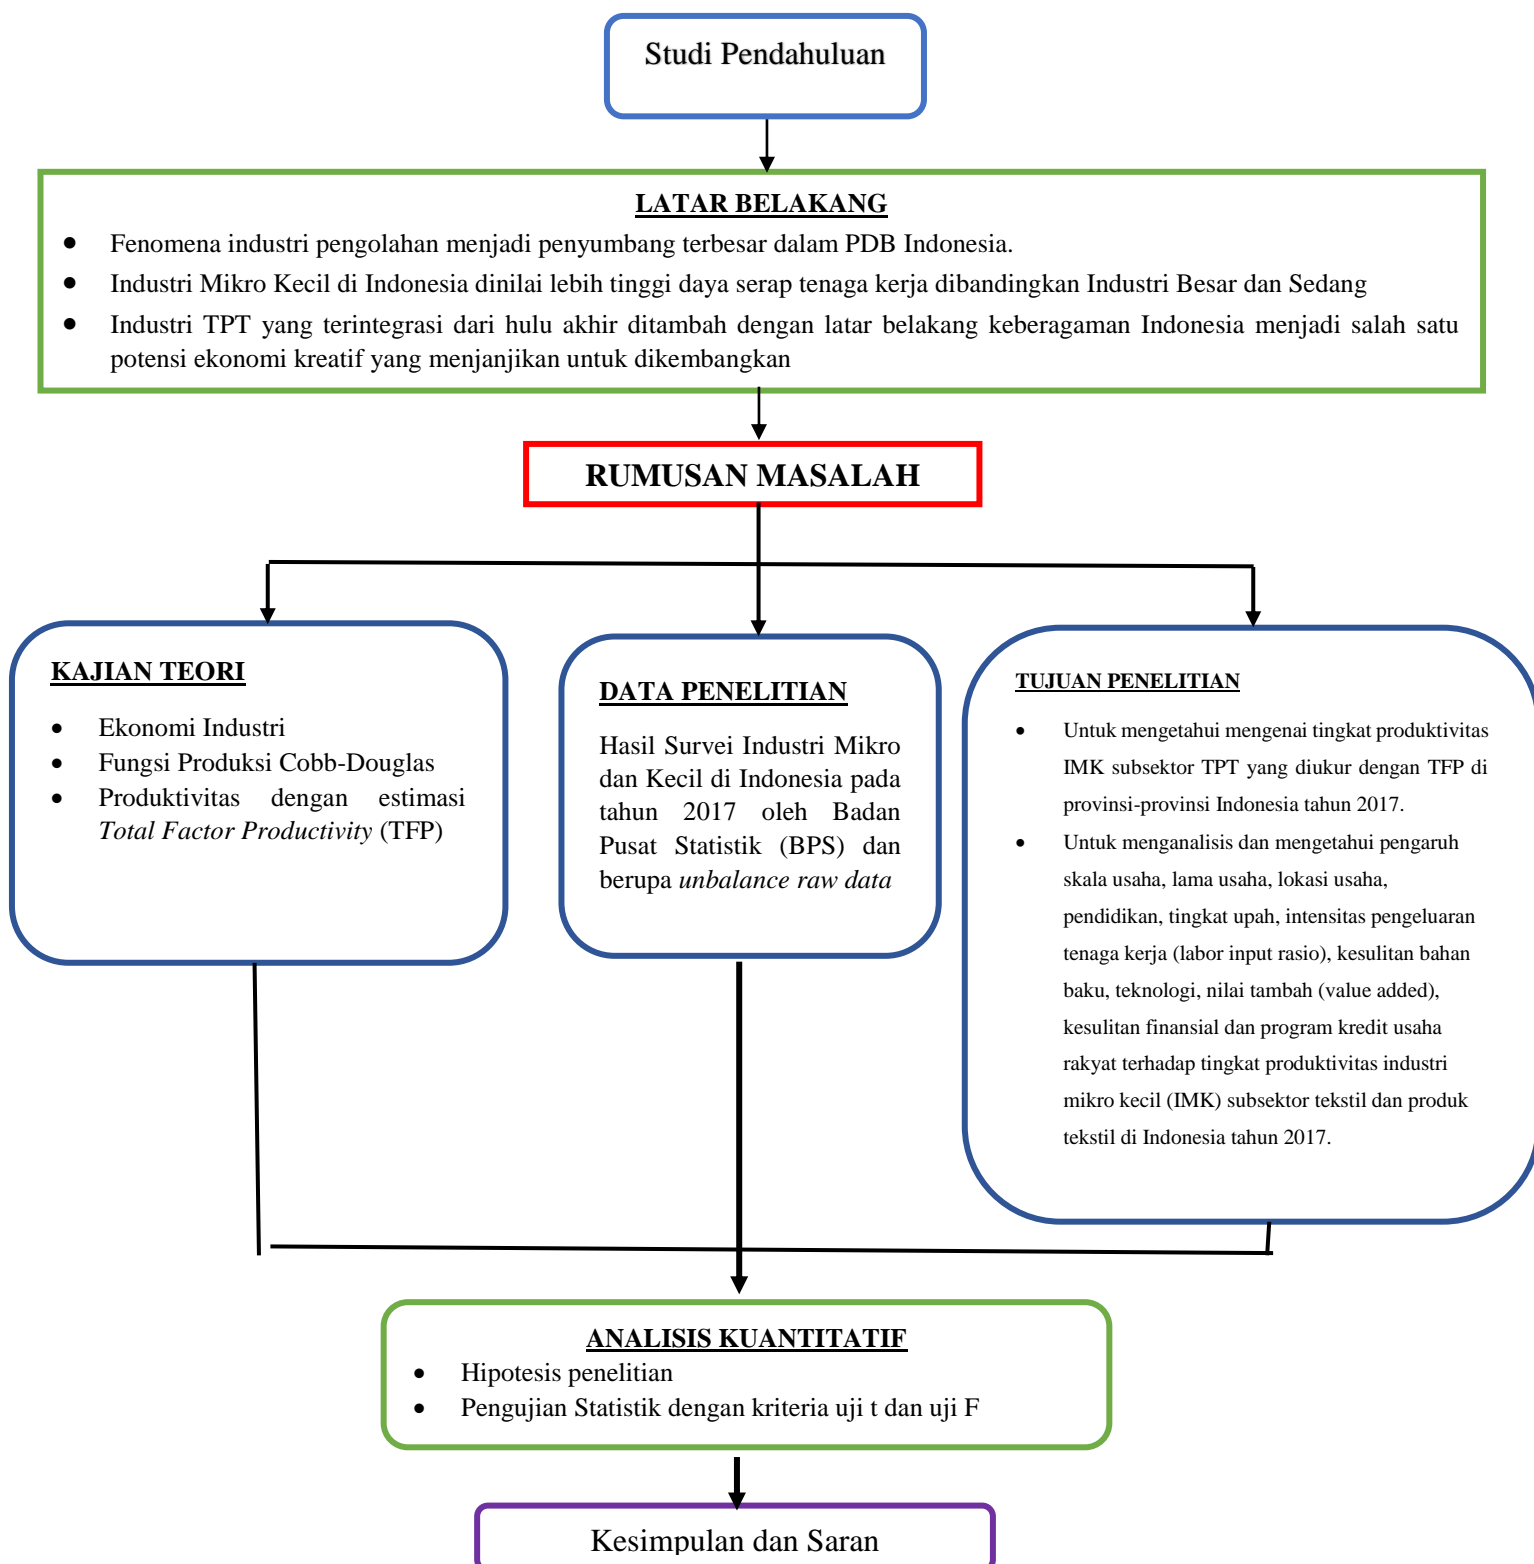 Studi Pendahuluan
LATAR BELAKANG
• Fenomena industri pengolahan menjadi penyumbang terbesar dalam PDB Indonesia.
• Industri Mikro Kecil di Indonesia dinilai lebih tinggi daya serap tenaga kerja dibandingkan Industri Besar dan Sedang
• Industri TPT yang terintegrasi dari hulu akhir ditambah dengan latar belakang keberagaman Indonesia menjadi salah satu
potensi ekonomi kreatif yang menjanjikan untuk dikembangkan
RUMUSAN MASALAH
KAJIAN TEORI
• Ekonomi Industri
• Fungsi Produksi Cobb-Douglas
• Produktivitas dengan estimasi
Total Factor Productivity (TFP)
DATA PENELITIAN
Hasil Survei Industri Mikro
dan Kecil di Indonesia pada
tahun 2017 oleh Badan
Pusat Statistik (BPS) dan
berupa unbalance raw data
TUJUAN PENELITIAN
• Untuk mengetahui mengenai tingkat produktivitas
IMK subsektor TPT yang diukur dengan TFP di
provinsi-provinsi Indonesia tahun 2017.
• Untuk menganalisis dan mengetahui pengaruh
skala usaha, lama usaha, lokasi usaha,
pendidikan, tingkat upah, intensitas pengeluaran
tenaga kerja (labor input rasio), kesulitan bahan
baku, teknologi, nilai tambah (value added),
kesulitan finansial dan program kredit usaha
rakyat terhadap tingkat produktivitas industri
mikro kecil (IMK) subsektor tekstil dan produk
tekstil di Indonesia tahun 2017.
ANALISIS KUANTITATIF
• Hipotesis penelitian
• Pengujian Statistik dengan kriteria uji t dan uji F
Kesimpulan dan Saran